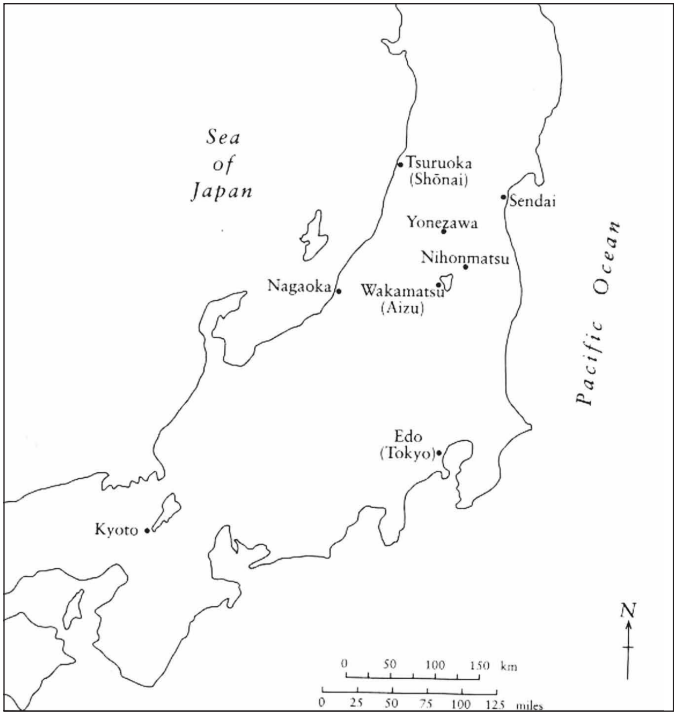 Sea
of
Japan
Tsuruoka
(Shōnai)
Sendai
Yonezawa
Nihonmatsu
Nagaoka
Wakamatsu
(Aizu)
Pacific Ocean
Edo
(Tokyo)
Kyoto
N
0 50 100 150 km
0 25 50 75 100 125 miles